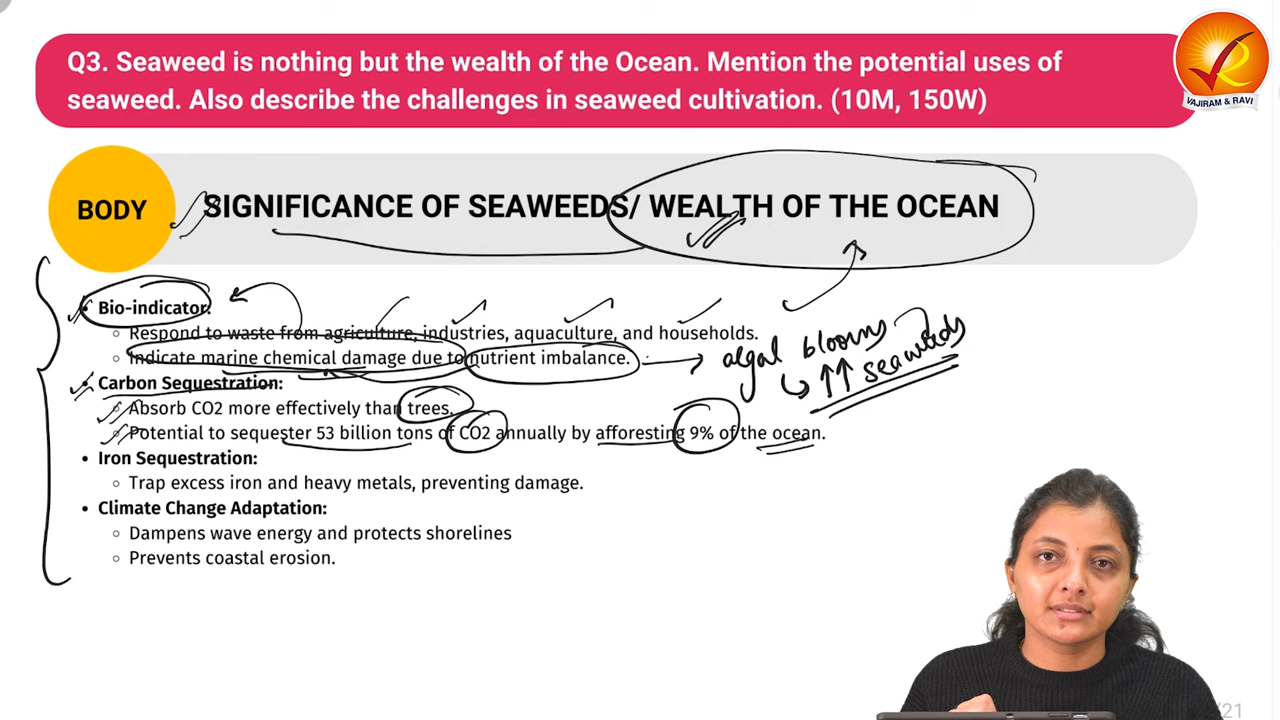 Q3. Seaweed is nothing but the wealth of the Ocean. Mention the potential uses of
seaweed. Also describe the challenges in seaweed cultivation. (10M, 150W)
VAJIRAM & RAVI
BODY
SIGNIFICANCE OF SEAWEEDS/ WEALTH OF THE OCEAN
• Bio-indicator:
○ Respond to waste from agriculture, industries, aquaculture, and households.
○ Indicate marine chemical damage due to nutrient imbalance.
algal blooms
↑↑ seaweeds
• Carbon Sequestration:
○ Absorb CO2 more effectively than trees.
○ Potential to sequester 53 billion tons of CO2 annually by afforesting 9% of the ocean.
• Iron Sequestration:
○ Trap excess iron and heavy metals, preventing damage.
• Climate Change Adaptation:
○ Dampens wave energy and protects shorelines
○ Prevents coastal erosion.
/21